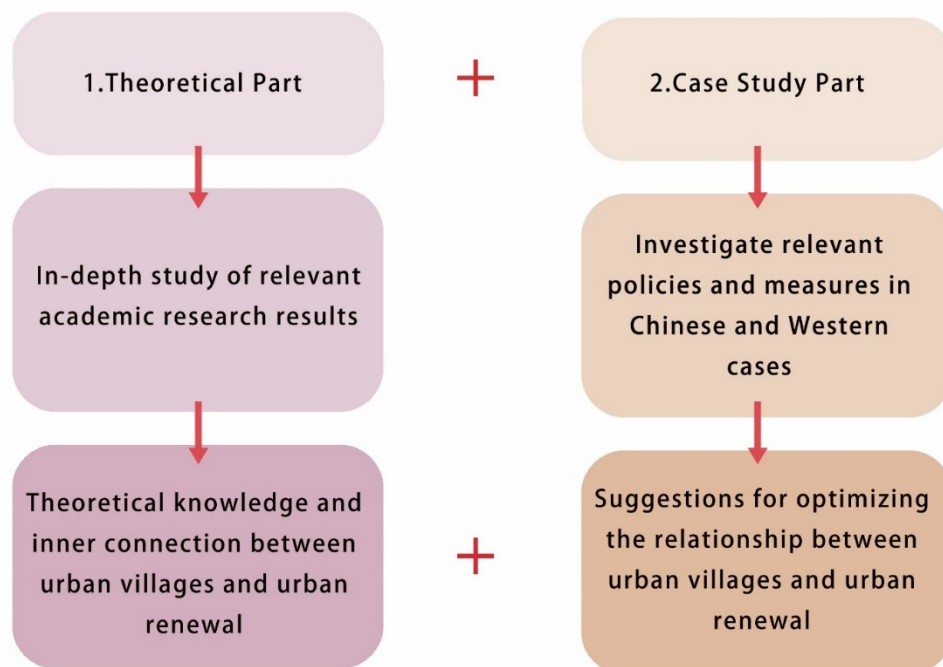 1.Theoretical Part
+
2.Case Study Part
In-depth study of relevant
academic research results
Investigate relevant
policies and measures in
Chinese and Western
cases
Theoretical knowledge and
inner connection between
urban villages and urban
renewal
+
Suggestions for optimizing
the relationship between
urban villages and urban
renewal